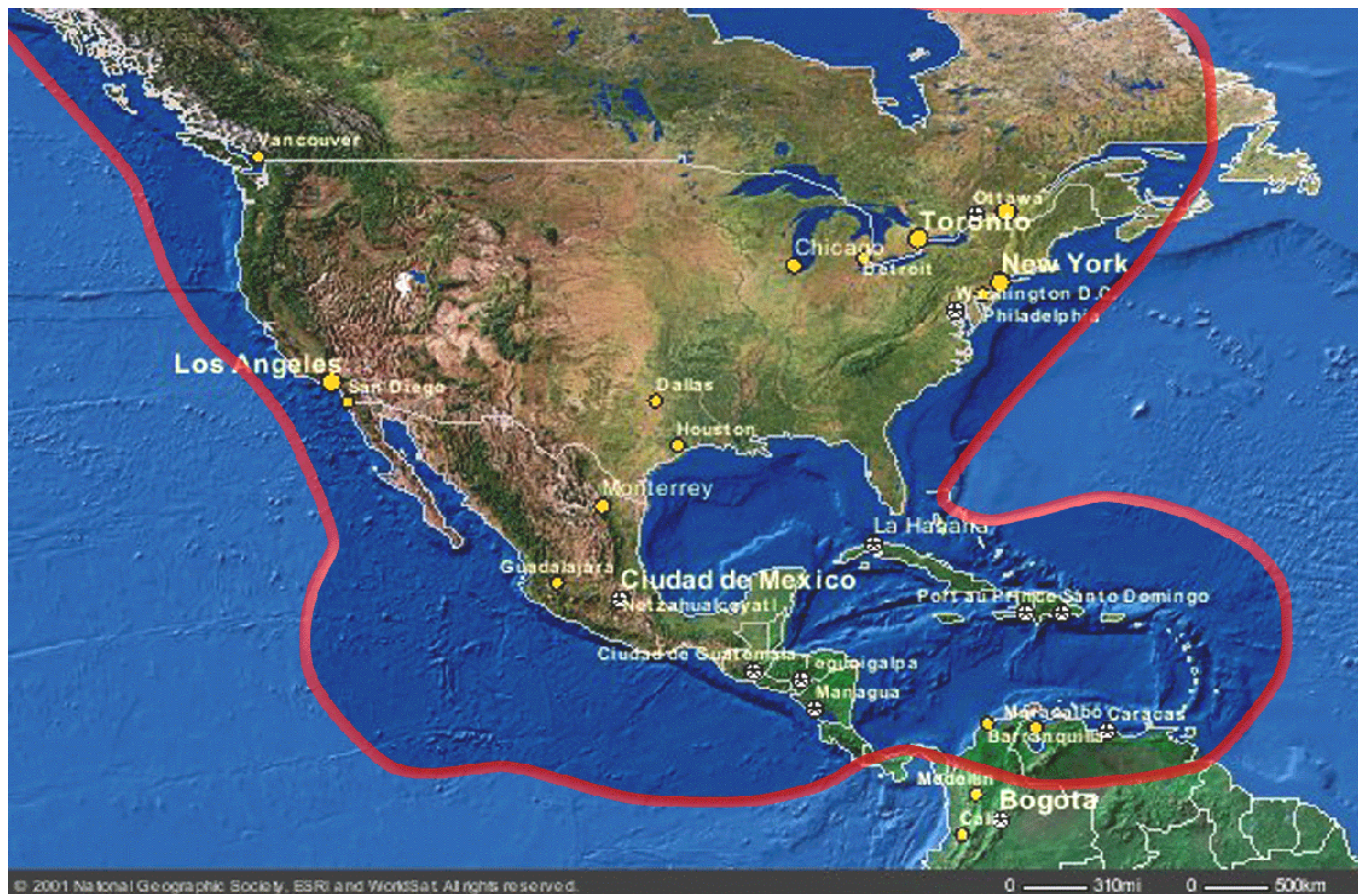 Vancouver
Ottawa
Toronto
Chicago
Detroit
New York
Washington D.C.
Philadelphia
Los Angeles
San Diego
Dallas
Houston
Monterrey
La Habana
Guadalajara
Ciudad de Mexico
Netzahualcoyatl
Port au Prince Santo Domingo
Ciudad de Guatemala
Teguigalpa
Managua
Maracaibo
Caracas
Barranquilla
Medellin
Bogota
Cali
© 2001 National Geographic Society, ESRI and WorldSat. All rights reserved.
0 310mi 0 500km